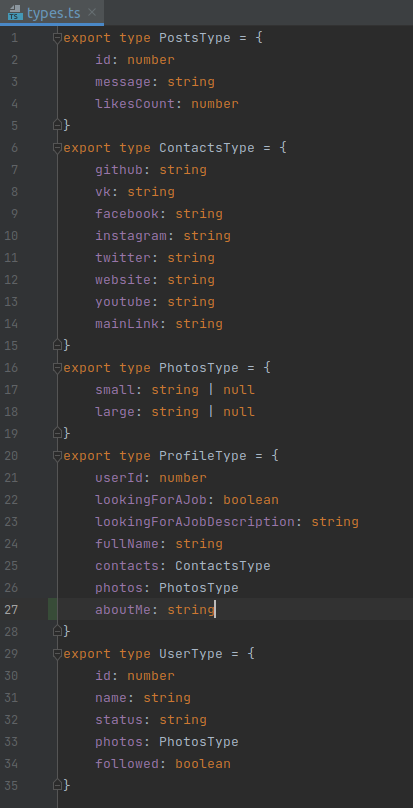 types.ts
1 export type PostsType = {
2 id: number
3 message: string
4 likesCount: number
5 }
6 export type ContactsType = {
7 github: string
8 vk: string
9 facebook: string
10 instagram: string
11 twitter: string
12 website: string
13 youtube: string
14 mainLink: string
15 }
16 export type PhotosType = {
17 small: string | null
18 large: string | null
19 }
20 export type ProfileType = {
21 userId: number
22 lookingForAJob: boolean
23 lookingForAJobDescription: string
24 fullName: string
25 contacts: ContactsType
26 photos: PhotosType
27 aboutMe: string
28 }
29 export type UserType = {
30 id: number
31 name: string
32 status: string
33 photos: PhotosType
34 followed: boolean
35 }